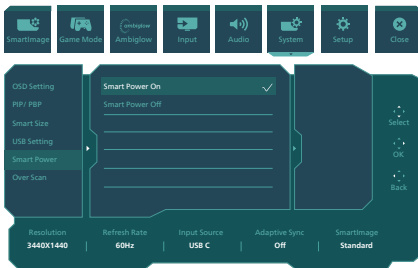 SmartImage
Game Mode
ambiglow
Ambiglow
Input
Audio
System
Setup
Close
OSD Setting
PIP/ PBP
Smart Size
USB Setting
Smart Power
Over Scan
Smart Power On
Smart Power Off
Select
OK
Back
Resolution
3440X1440
Refresh Rate
60Hz
Input Source
USB C
Adaptive Sync
Off
SmartImage
Standard